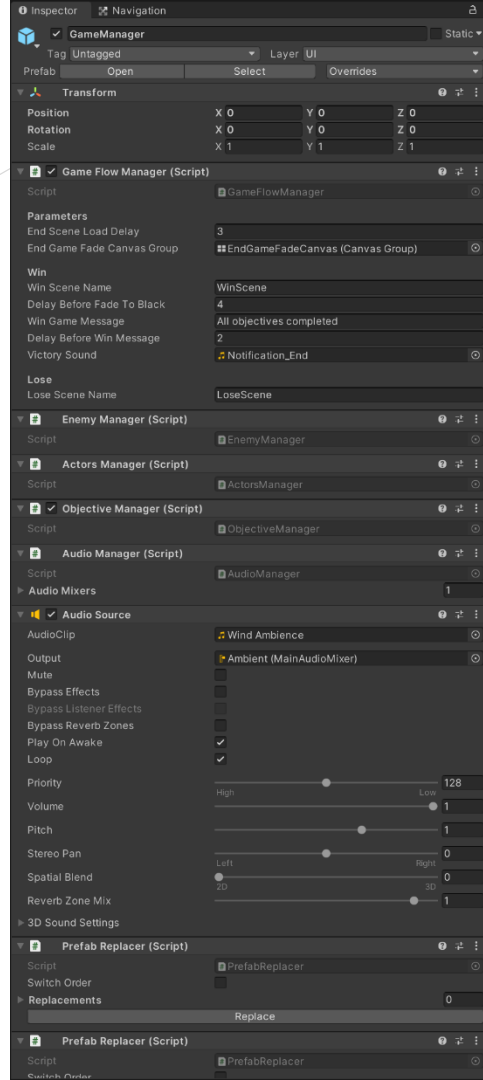 Inspector Navigation
GameManager Static
Tag Untagged Layer UI
Prefab Open Select Overrides
Transform
Position X 0 Y 0 Z 0
Rotation X 0 Y 0 Z 0
Scale X 1 Y 1 Z 1
# Game Flow Manager (Script)
Script # GameFlowManager
Parameters
End Scene Load Delay 3
End Game Fade Canvas Group EndGameFadeCanvas (Canvas Group)
Win
Win Scene Name WinScene
Delay Before Fade To Black 4
Win Game Message All objectives completed
Delay Before Win Message 2
Victory Sound Notification_End
Lose
Lose Scene Name LoseScene
# Enemy Manager (Script)
Script # EnemyManager
# Actors Manager (Script)
Script # ActorsManager
# Objective Manager (Script)
Script # ObjectiveManager
# Audio Manager (Script)
Script # AudioManager
Audio Mixers 1
Audio Source
AudioClip Wind Ambience
Output Ambient (MainAudioMixer)
Mute
Bypass Effects
Bypass Listener Effects
Bypass Reverb Zones
Play On Awake
Loop
Priority 128
High Low
Volume 1
Pitch 1
Stereo Pan 0
Left Right
Spatial Blend 0
2D 3D
Reverb Zone Mix 1
3D Sound Settings
# Prefab Replacer (Script)
Script # PrefabReplacer
Switch Order
Replacements 0
Replace
# Prefab Replacer (Script)
Script # PrefabReplacer
Switch Order